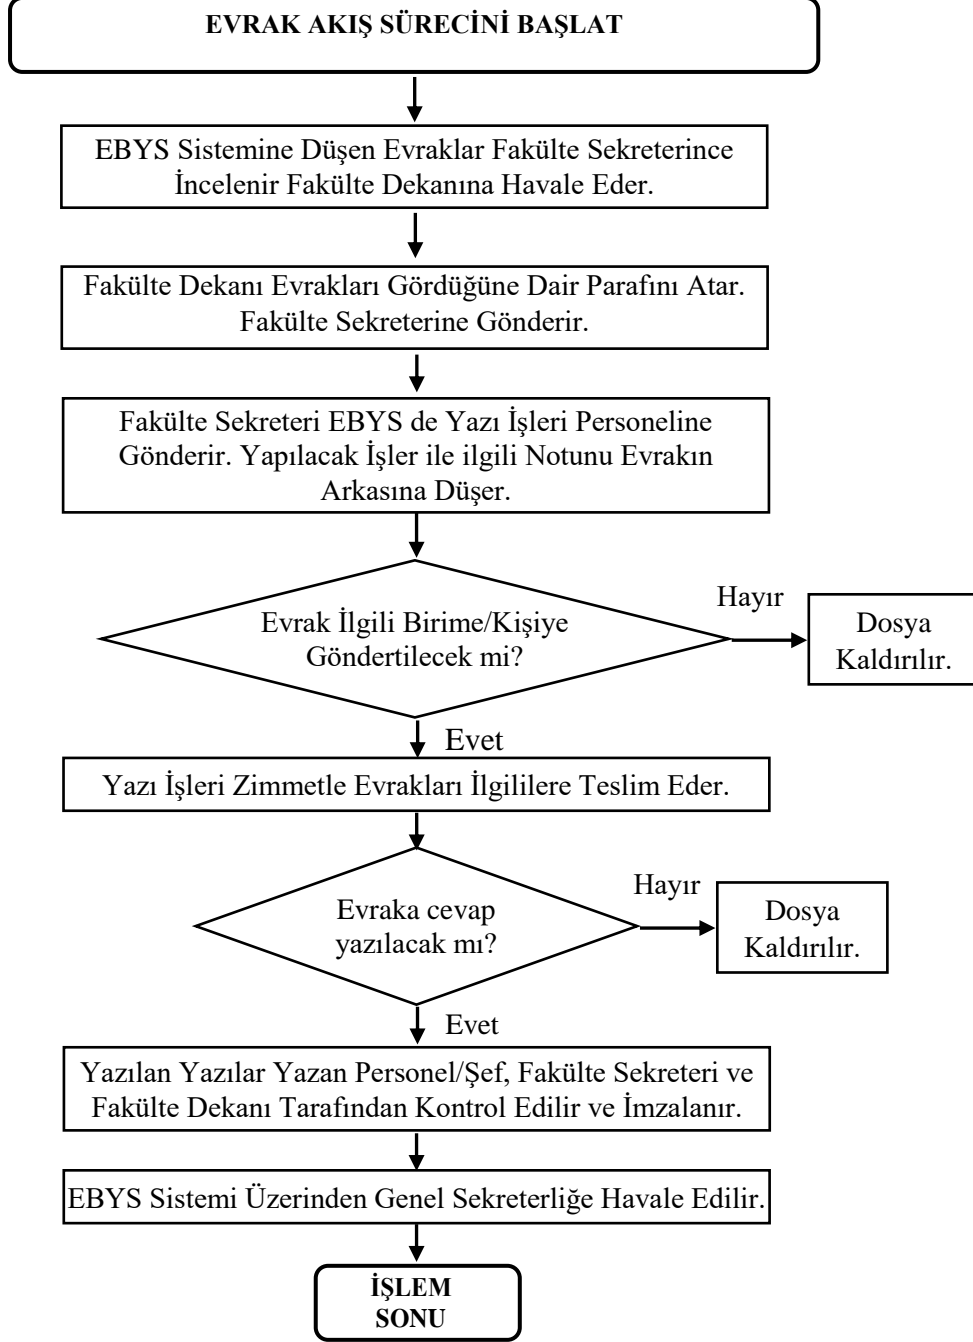 EVRAK AKIŞ SÜRECİNİ BAŞLAT
EBYS Sistemine Düşen Evraklar Fakülte Sekreterince
İncelenir Fakülte Dekanına Havale Eder.
Fakülte Dekanı Evrakları Gördüğüne Dair Parafını Atar.
Fakülte Sekreterine Gönderir.
Fakülte Sekreteri EBYS de Yazı İşleri Personeline
Gönderir. Yapılacak İşler ile ilgili Notunu Evrakın
Arkasına Düşer.
Evrak İlgili Birime/Kişiye
Göndertilecek mi?
Hayır
Dosya
Kaldırılır.
Evet
Yazı İşleri Zimmetle Evrakları İlgililere Teslim Eder.
Evraka cevap
yazılacak mı?
Hayır
Dosya
Kaldırılır.
Evet
Yazılan Yazılar Yazan Personel/Şef, Fakülte Sekreteri ve
Fakülte Dekanı Tarafından Kontrol Edilir ve İmzalanır.
EBYS Sistemi Üzerinden Genel Sekreterliğe Havale Edilir.
İŞLEM
SONU